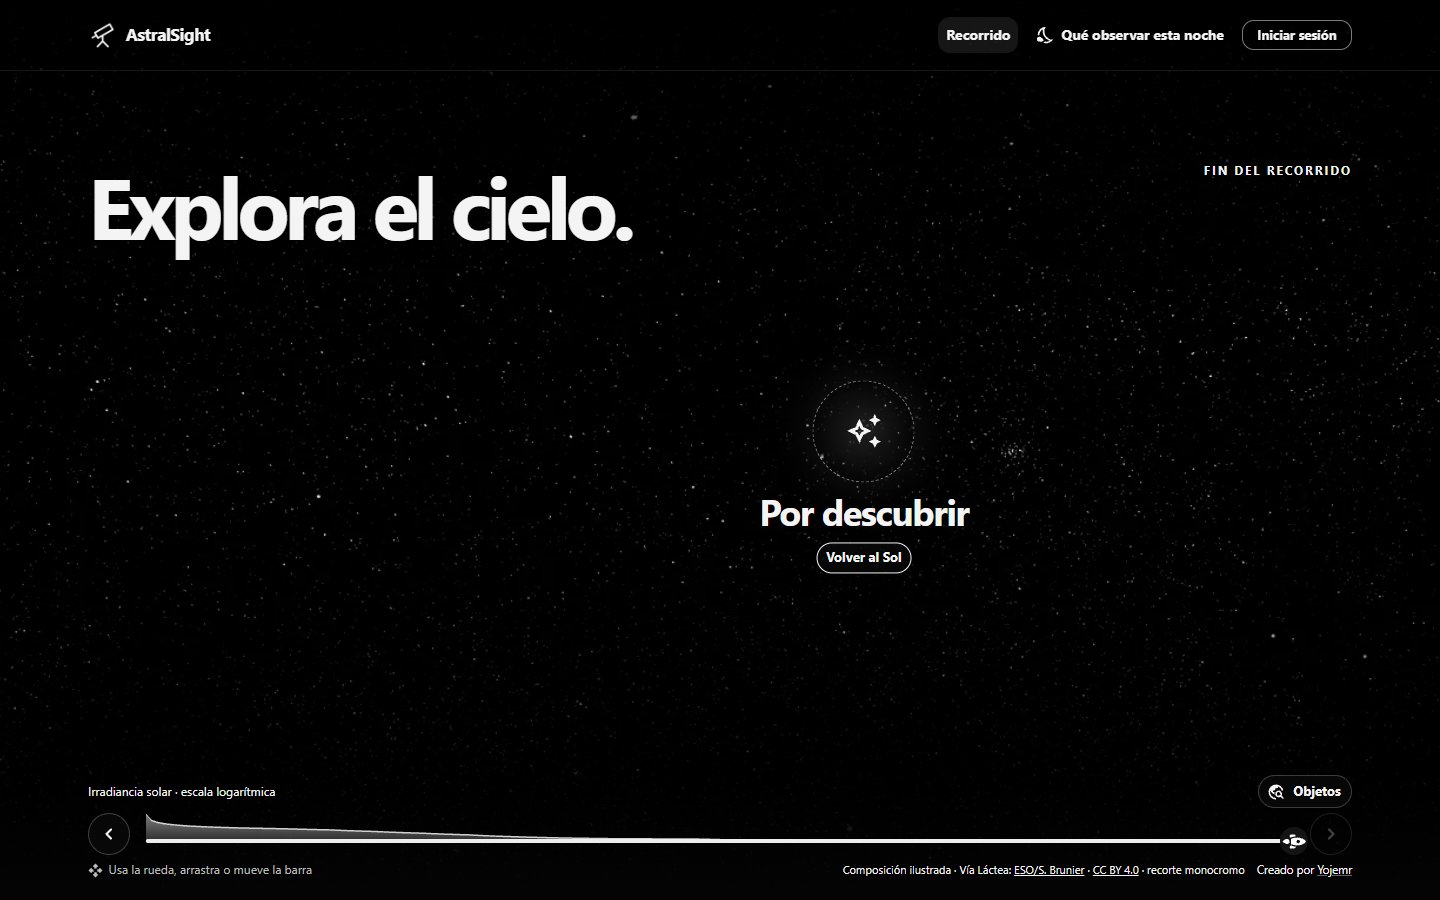 AstralSight
Recorrido
Qué observar esta noche
Iniciar sesión
Explora el cielo.
FIN DEL RECORRIDO
Por descubrir
Volver al Sol
Irradiancia solar · escala logarítmica
Objetos
Usa la rueda, arrastra o mueve la barra
Composición ilustrada · Vía Láctea: ESO/S. Brunier · CC BY 4.0 · recorte monocromo
Creado por Yojemr